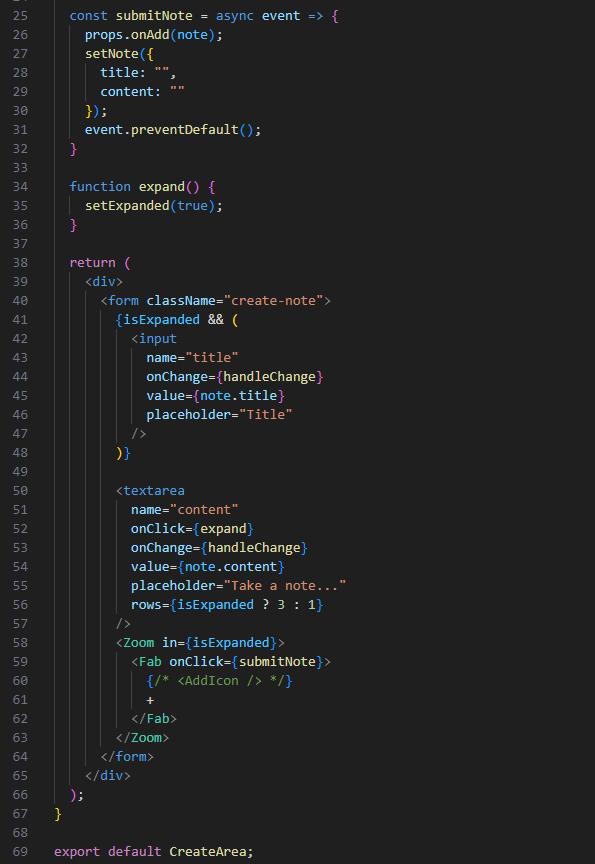 25 const submitNote = async event => {
26 props.onAdd(note);
27 setNote({
28 title: "",
29 content: ""
30 });
31 event.preventDefault();
32 }
33
34 function expand() {
35 setExpanded(true);
36 }
37
38 return (
39 <div>
40 <form className="create-note">
41 {isExpanded && (
42 <input
43 name="title"
44 onChange={handleChange}
45 value={note.title}
46 placeholder="Title"
47 />
48 )}
49
50 <textarea
51 name="content"
52 onClick={expand}
53 onChange={handleChange}
54 value={note.content}
55 placeholder="Take a note..."
56 rows={isExpanded ? 3 : 1}
57 />
58 <Zoom in={isExpanded}>
59 <Fab onClick={submitNote}>
60 {/* <AddIcon /> */}
61 +
62 </Fab>
63 </Zoom>
64 </form>
65 </div>
66 );
67 }
68
69 export default CreateArea;